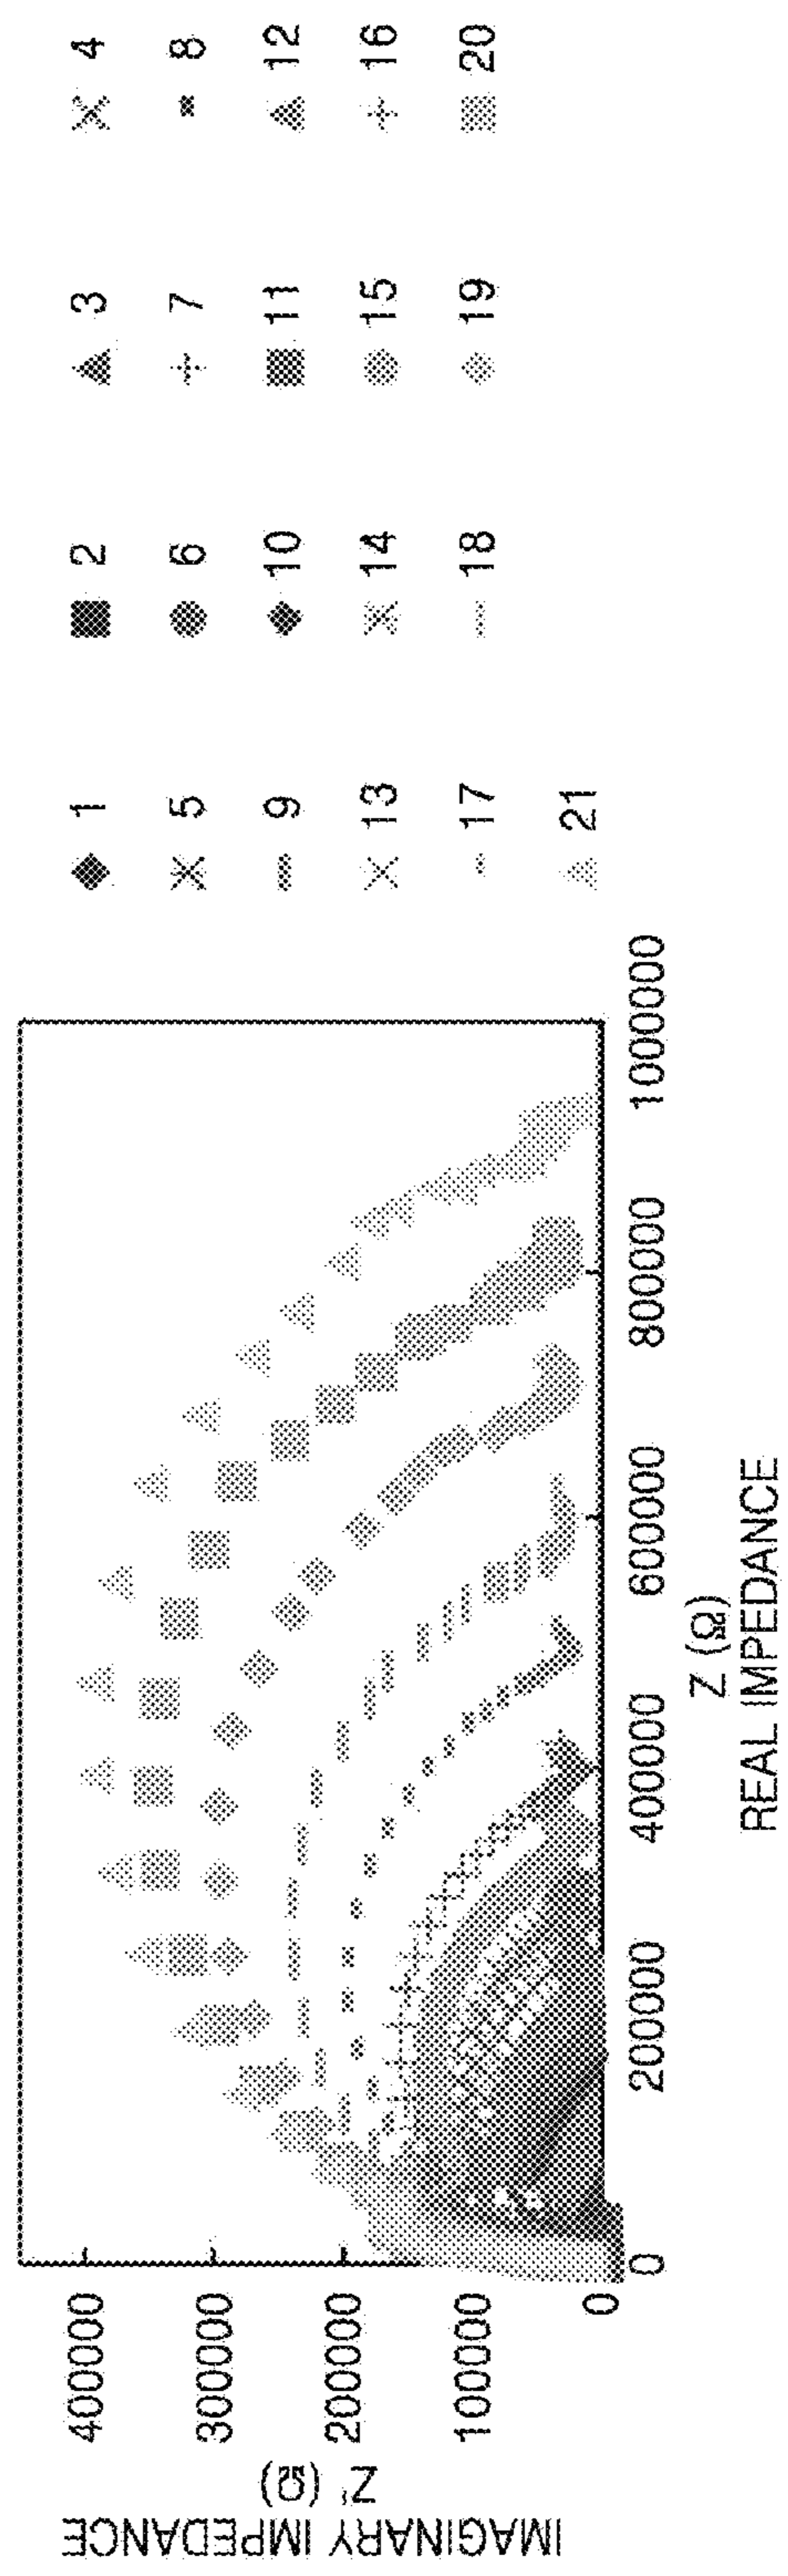 IMAGINARY IMPEDANCE
Z' (Ω)
400000
300000
200000
100000
0
0 200000 400000 600000 800000 1000000
Z (Ω)
REAL IMPEDANCE
1 2 3 4
5 6 7 8
9 10 11 12
13 14 15 16
17 18 19 20
21